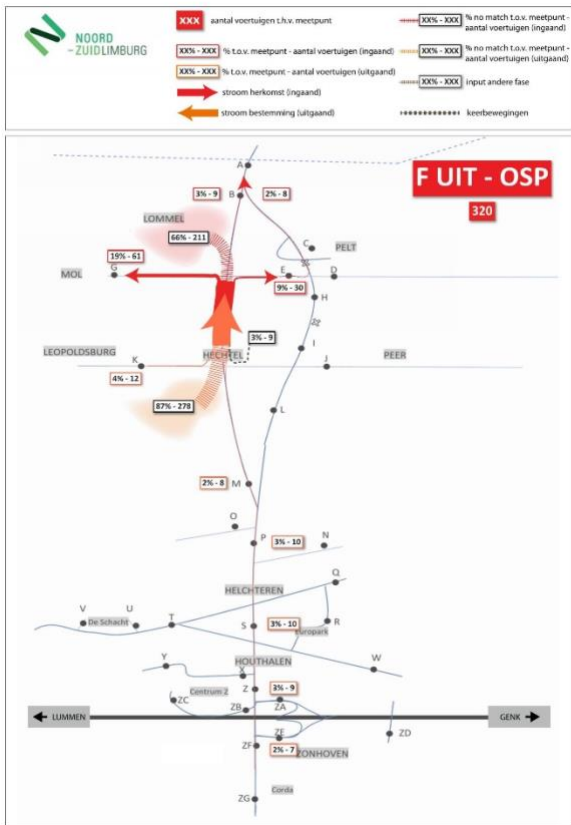 NOORD
-ZUIDLIMBURG
XXX aantal voertuigen t.h.v. meetpunt
XX% - XXX % t.o.v. meetpunt - aantal voertuigen (ingaand)
XX% - XXX % t.o.v. meetpunt - aantal voertuigen (uitgaand)
stroom herkomst (ingaand)
stroom bestemming (uitgaand)
XX% - XXX % no match t.o.v. meetpunt -
aantal voertuigen (ingaand)
XX% - XXX % no match t.o.v. meetpunt -
aantal voertuigen (uitgaand)
XX% - XXX input andere fase
keerbewegingen
F UIT - OSP
320
A
3% - 9
B
2% - 8
LOMMEL
66% - 211
C
PELT
19% - 61
MOL
G
E
D
9% - 30
H
3% - 9
I
LEOPOLDSBURG
HECHTEL
PEER
K
J
4% - 12
87% - 278
L
2% - 8
M
O
P
3% - 10
N
HELCHTEREN
Q
V
U
T
De Schacht
S
3% - 10
R
Europark
HOUTHALEN
Y
X
W
Z
3% - 9
Centrum Z
ZC
ZB
ZA
LUMMEN
GENK
ZE
ZD
ZF
2% - 7
ZONHOVEN
Corda
ZG